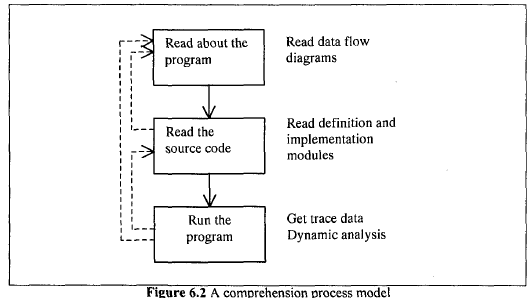 Read about the
program
Read data flow
diagrams
Read the
source code
Read definition and
implementation
modules
Run the
program
Get trace data
Dynamic analysis
Figure 6.2 A comprehension process model